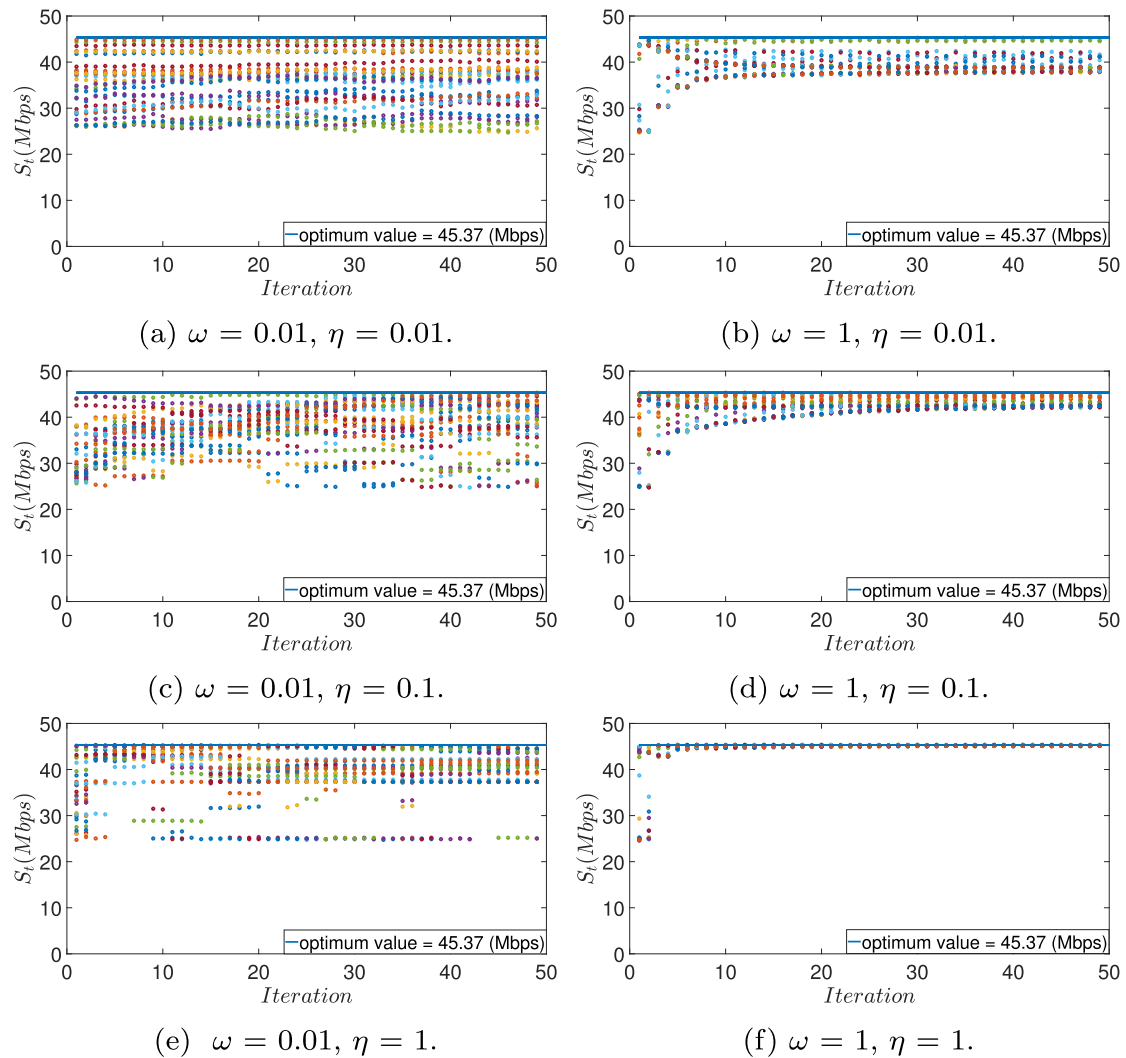 50
40
30
20
10
0
S_t(Mbps)
optimum value = 45.37 (Mbps)
0 10 20 30 40 50
Iteration
(a) ω = 0.01, η = 0.01.
50
40
30
20
10
0
S_t(Mbps)
optimum value = 45.37 (Mbps)
0 10 20 30 40 50
Iteration
(b) ω = 1, η = 0.01.
50
40
30
20
10
0
S_t(Mbps)
optimum value = 45.37 (Mbps)
0 10 20 30 40 50
Iteration
(c) ω = 0.01, η = 0.1.
50
40
30
20
10
0
S_t(Mbps)
optimum value = 45.37 (Mbps)
0 10 20 30 40 50
Iteration
(d) ω = 1, η = 0.1.
50
40
30
20
10
0
S_t(Mbps)
optimum value = 45.37 (Mbps)
0 10 20 30 40 50
Iteration
(e) ω = 0.01, η = 1.
50
40
30
20
10
0
S_t(Mbps)
optimum value = 45.37 (Mbps)
0 10 20 30 40 50
Iteration
(f) ω = 1, η = 1.